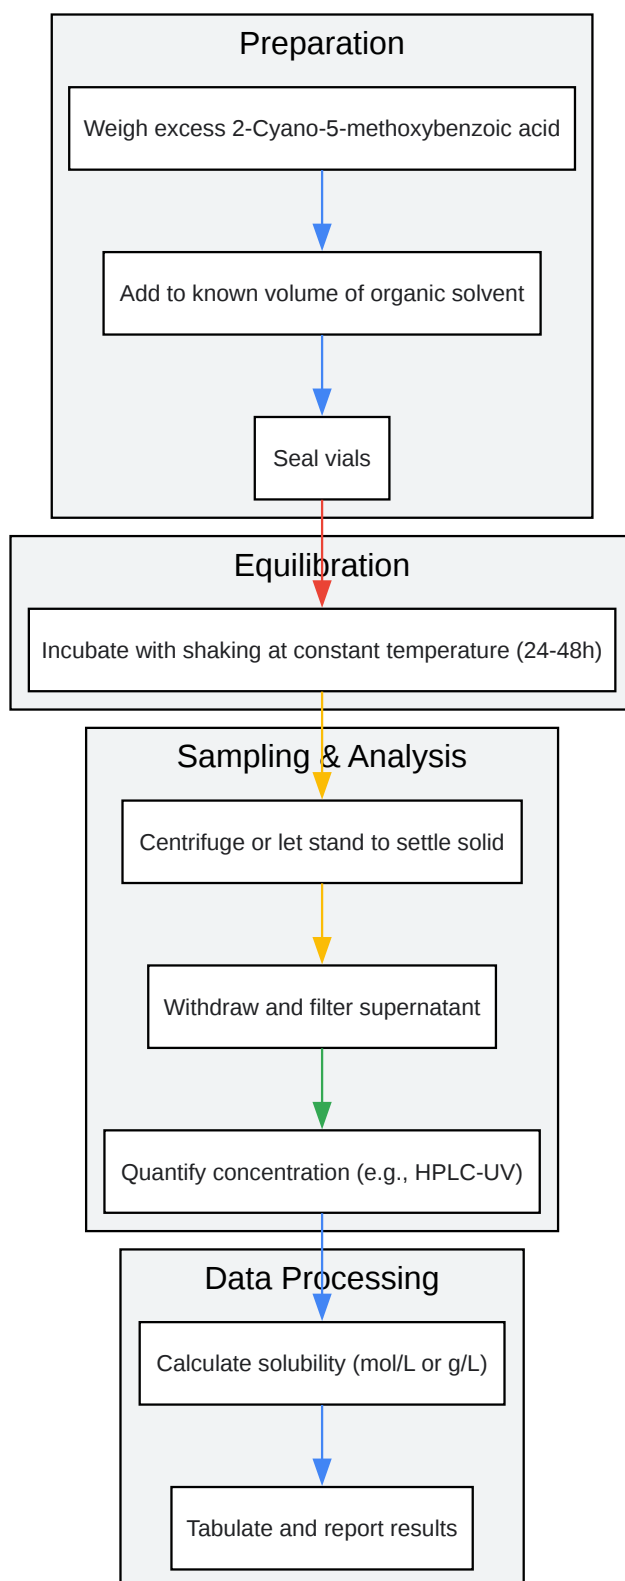 Preparation
Weigh excess 2-Cyano-5-methoxybenzoic acid
Add to known volume of organic solvent
Seal vials
Equilibration
Incubate with shaking at constant temperature (24-48h)
Sampling & Analysis
Centrifuge or let stand to settle solid
Withdraw and filter supernatant
Quantify concentration (e.g., HPLC-UV)
Data Processing
Calculate solubility (mol/L or g/L)
Tabulate and report results